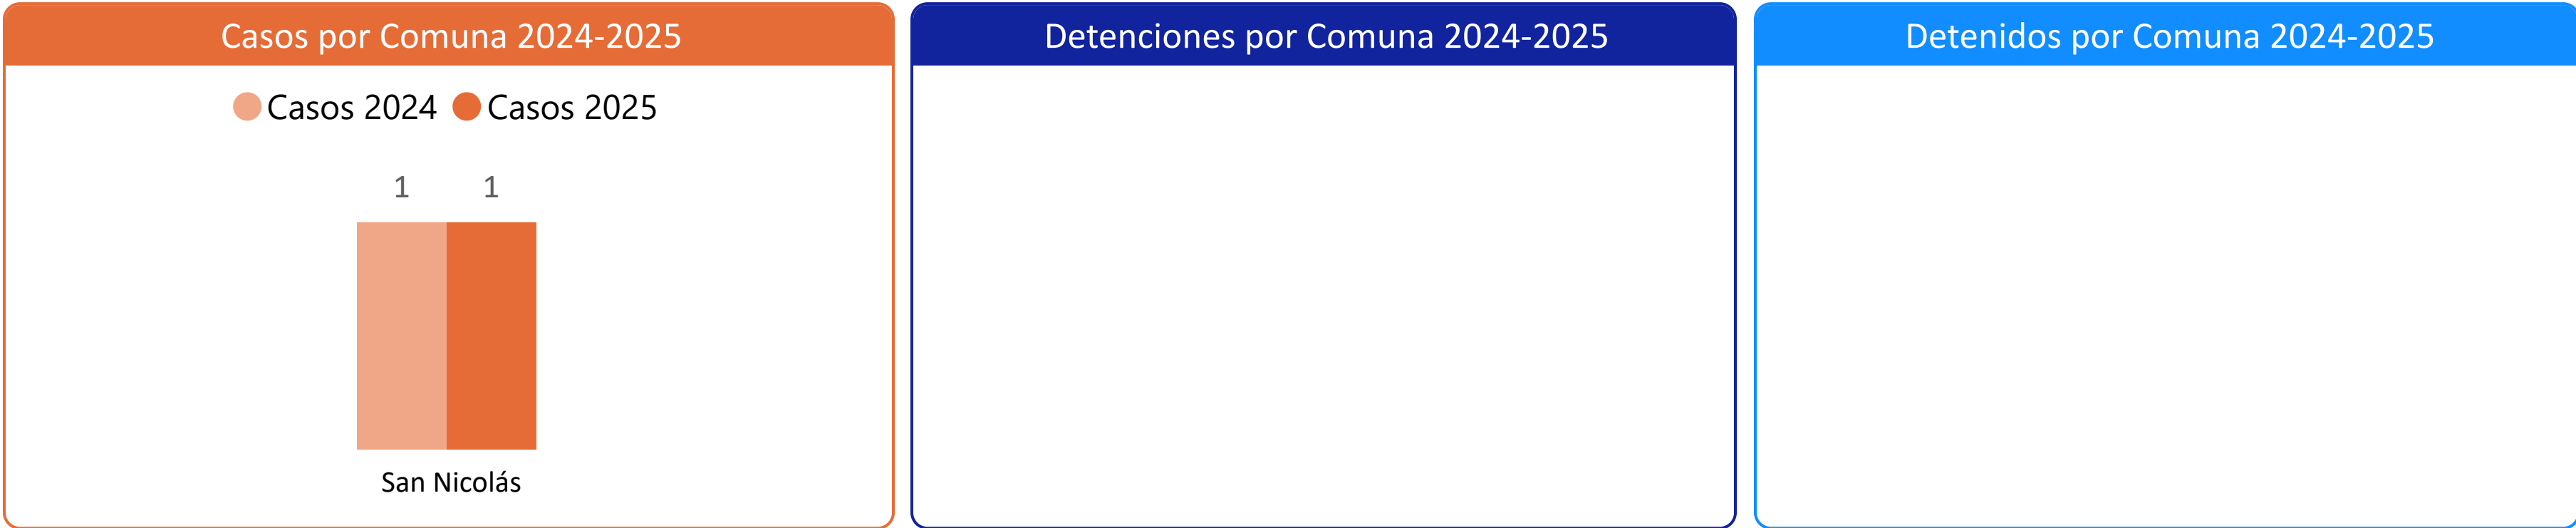 Casos por Comuna 2024-2025
Casos 2024 Casos 2025
1 1
San Nicolás
Detenciones por Comuna 2024-2025
Detenidos por Comuna 2024-2025